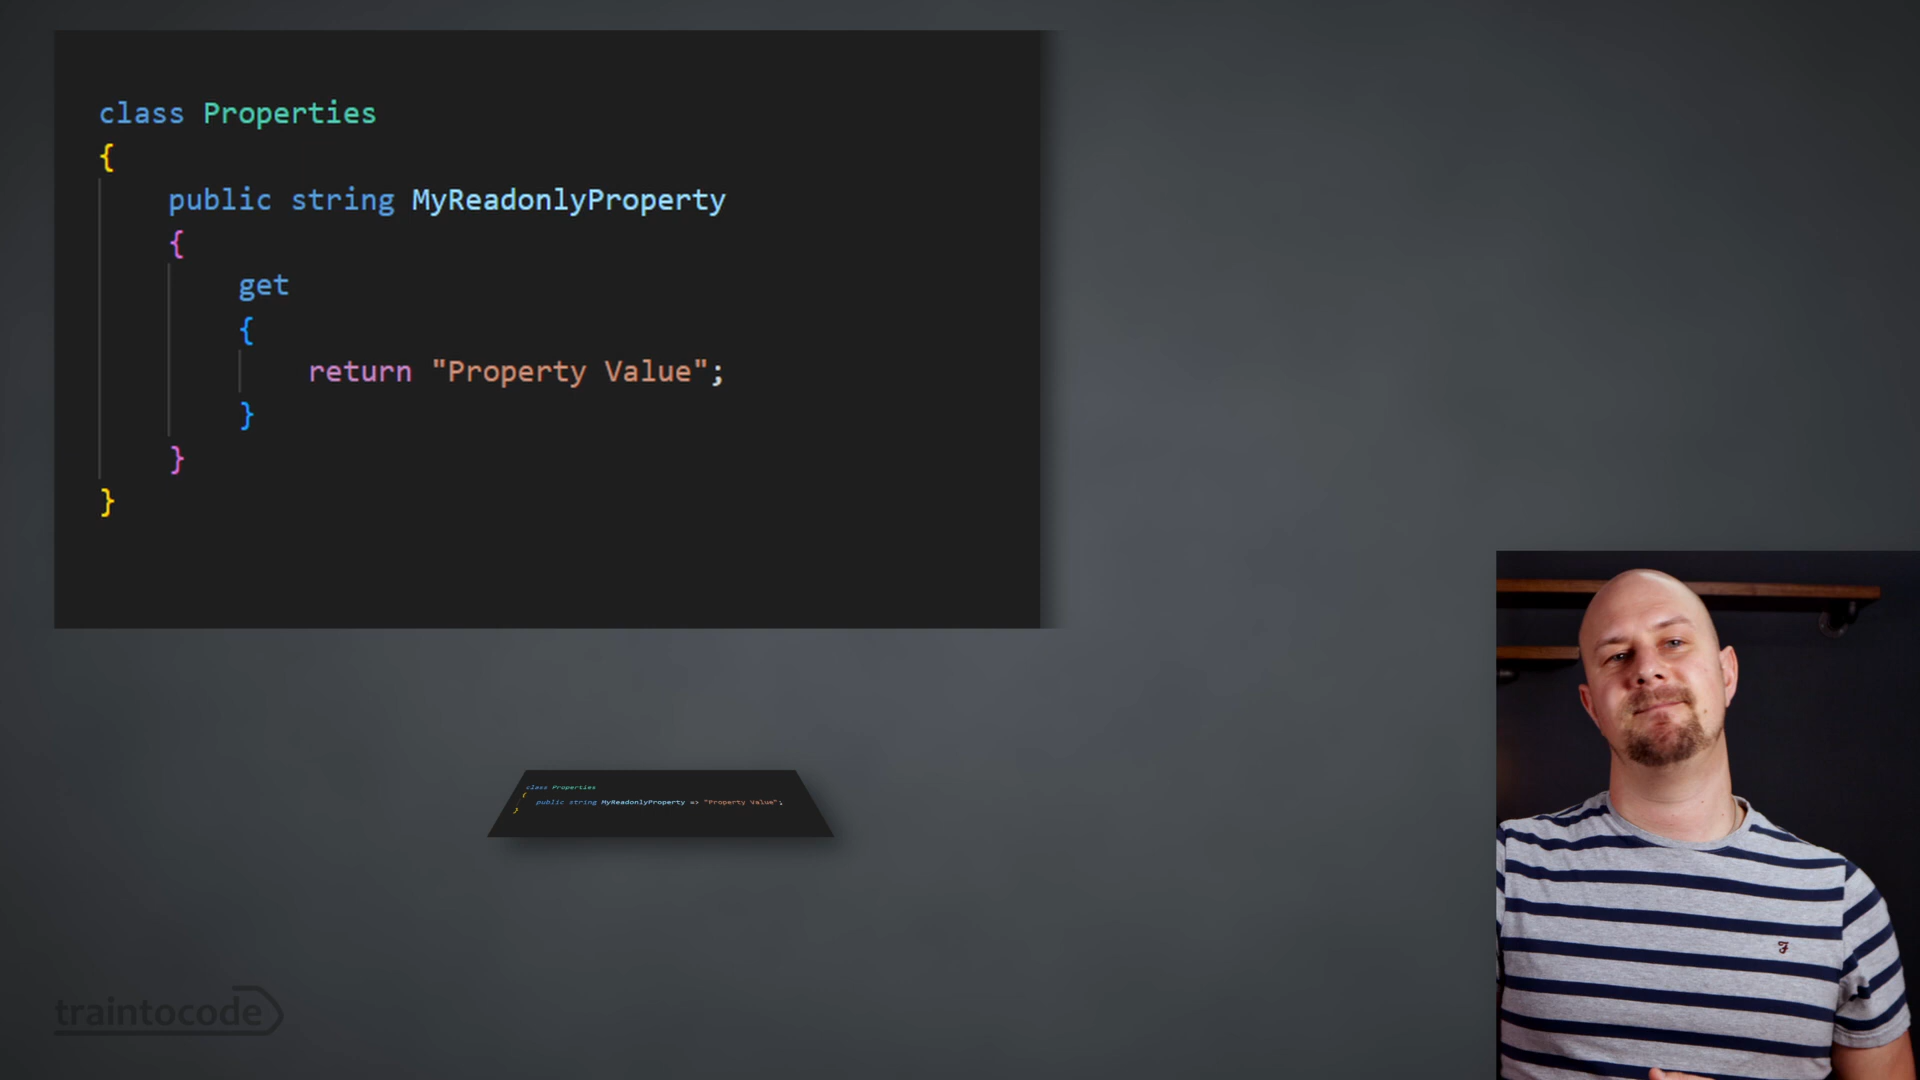 class Properties
{
public string MyReadonlyProperty
{
get
{
return "Property Value";
}
}
}
class Properties
{
public string MyReadonlyProperty => "Property Value";
}
traintocode